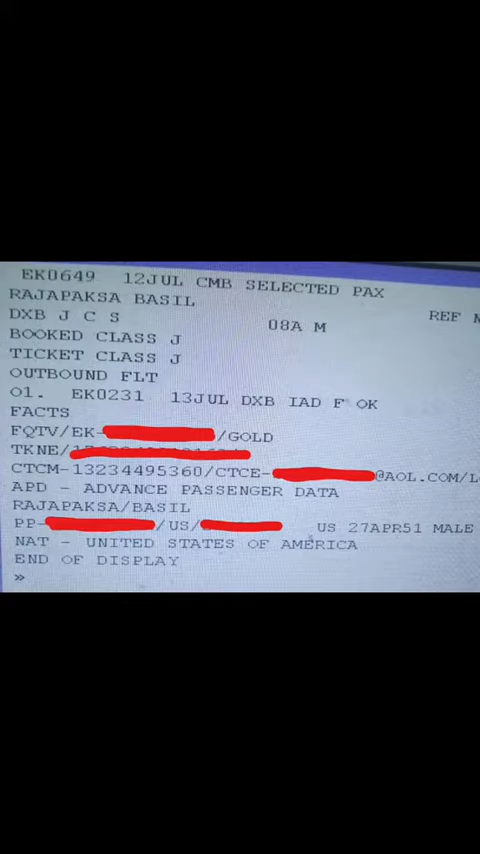 EK0649 12JUL CMB SELECTED PAX
RAJAPAKSA BASIL REF
DXB J C S 08A M
BOOKED CLASS J
TICKET CLASS J
OUTBOUND FLT
01. EK0231 13JUL DXB IAD F OK
FACTS
FQTV/EK- /GOLD
TKNE/
CTCM-13234495360/CTCE- @AOL.COM/
APD - ADVANCE PASSENGER DATA
RAJAPAKSA/BASIL
PP- /US/ US 27APR51 MALE
NAT - UNITED STATES OF AMERICA
END OF DISPLAY
»